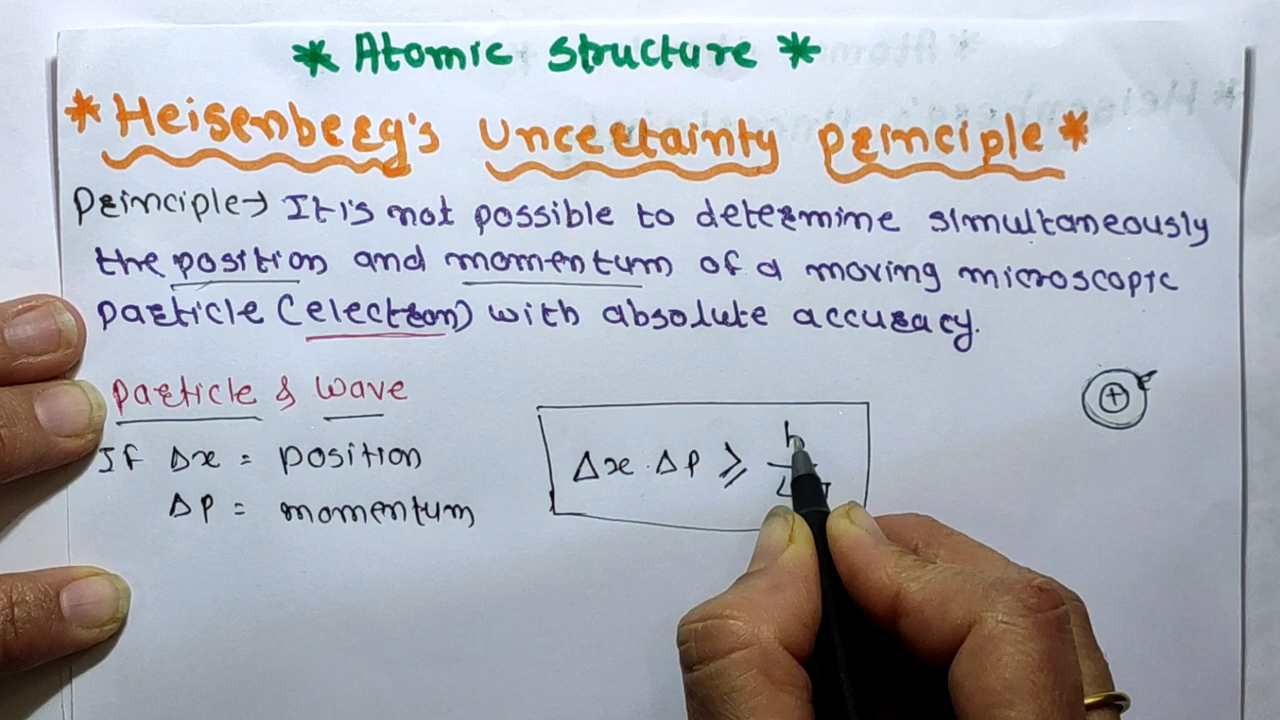 * Atomic Structure *
* Heisenberg's Uncertainty Principle *
Principle → It is not possible to determine simultaneously
the position and momentum of a moving microscopic
particle (electron) with absolute accuracy.
Particle & Wave
If Δx = position
Δp = momentum
Δx . Δp ≥ h
+ e